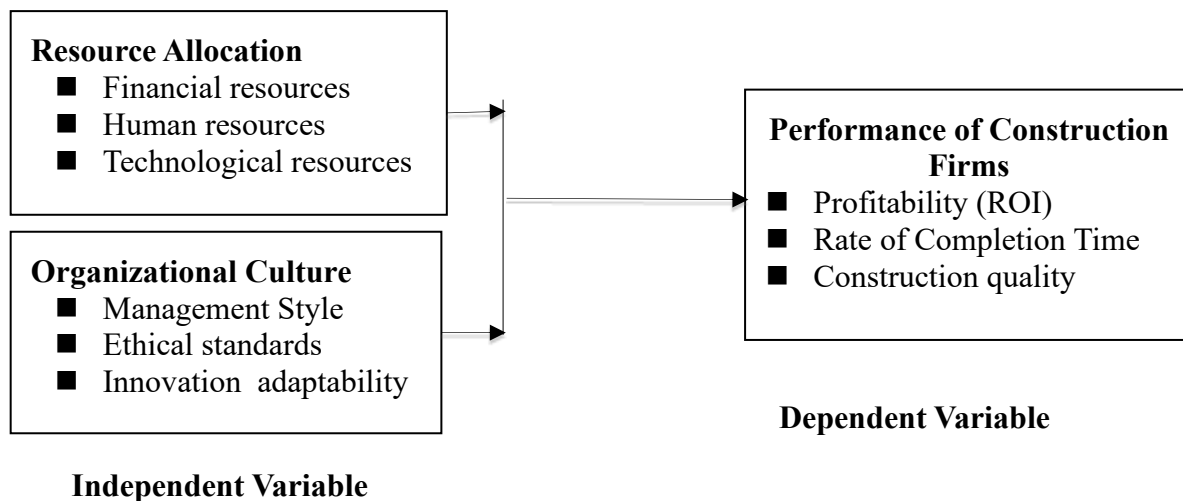 Resource Allocation
■ Financial resources
■ Human resources
■ Technological resources
Organizational Culture
■ Management Style
■ Ethical standards
■ Innovation adaptability
Independent Variable
Performance of Construction
Firms
■ Profitability (ROI)
■ Rate of Completion Time
■ Construction quality
Dependent Variable